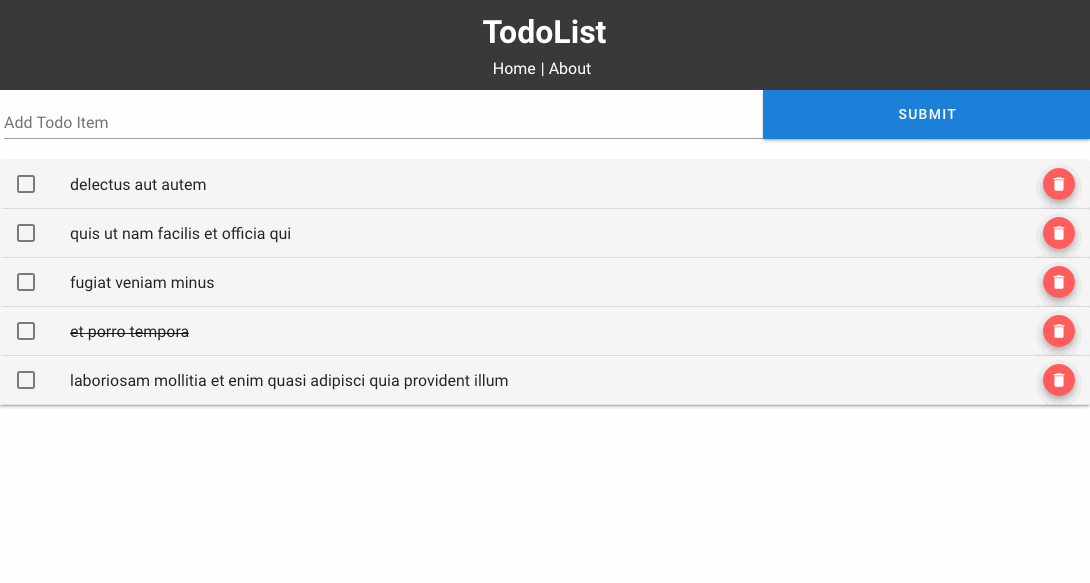 TodoList
Home | About
Add Todo Item
SUBMIT
delectus aut autem
quis ut nam facilis et officia qui
fugiat veniam minus
et porro tempora
laboriosam mollitia et enim quasi adipisci quia provident illum